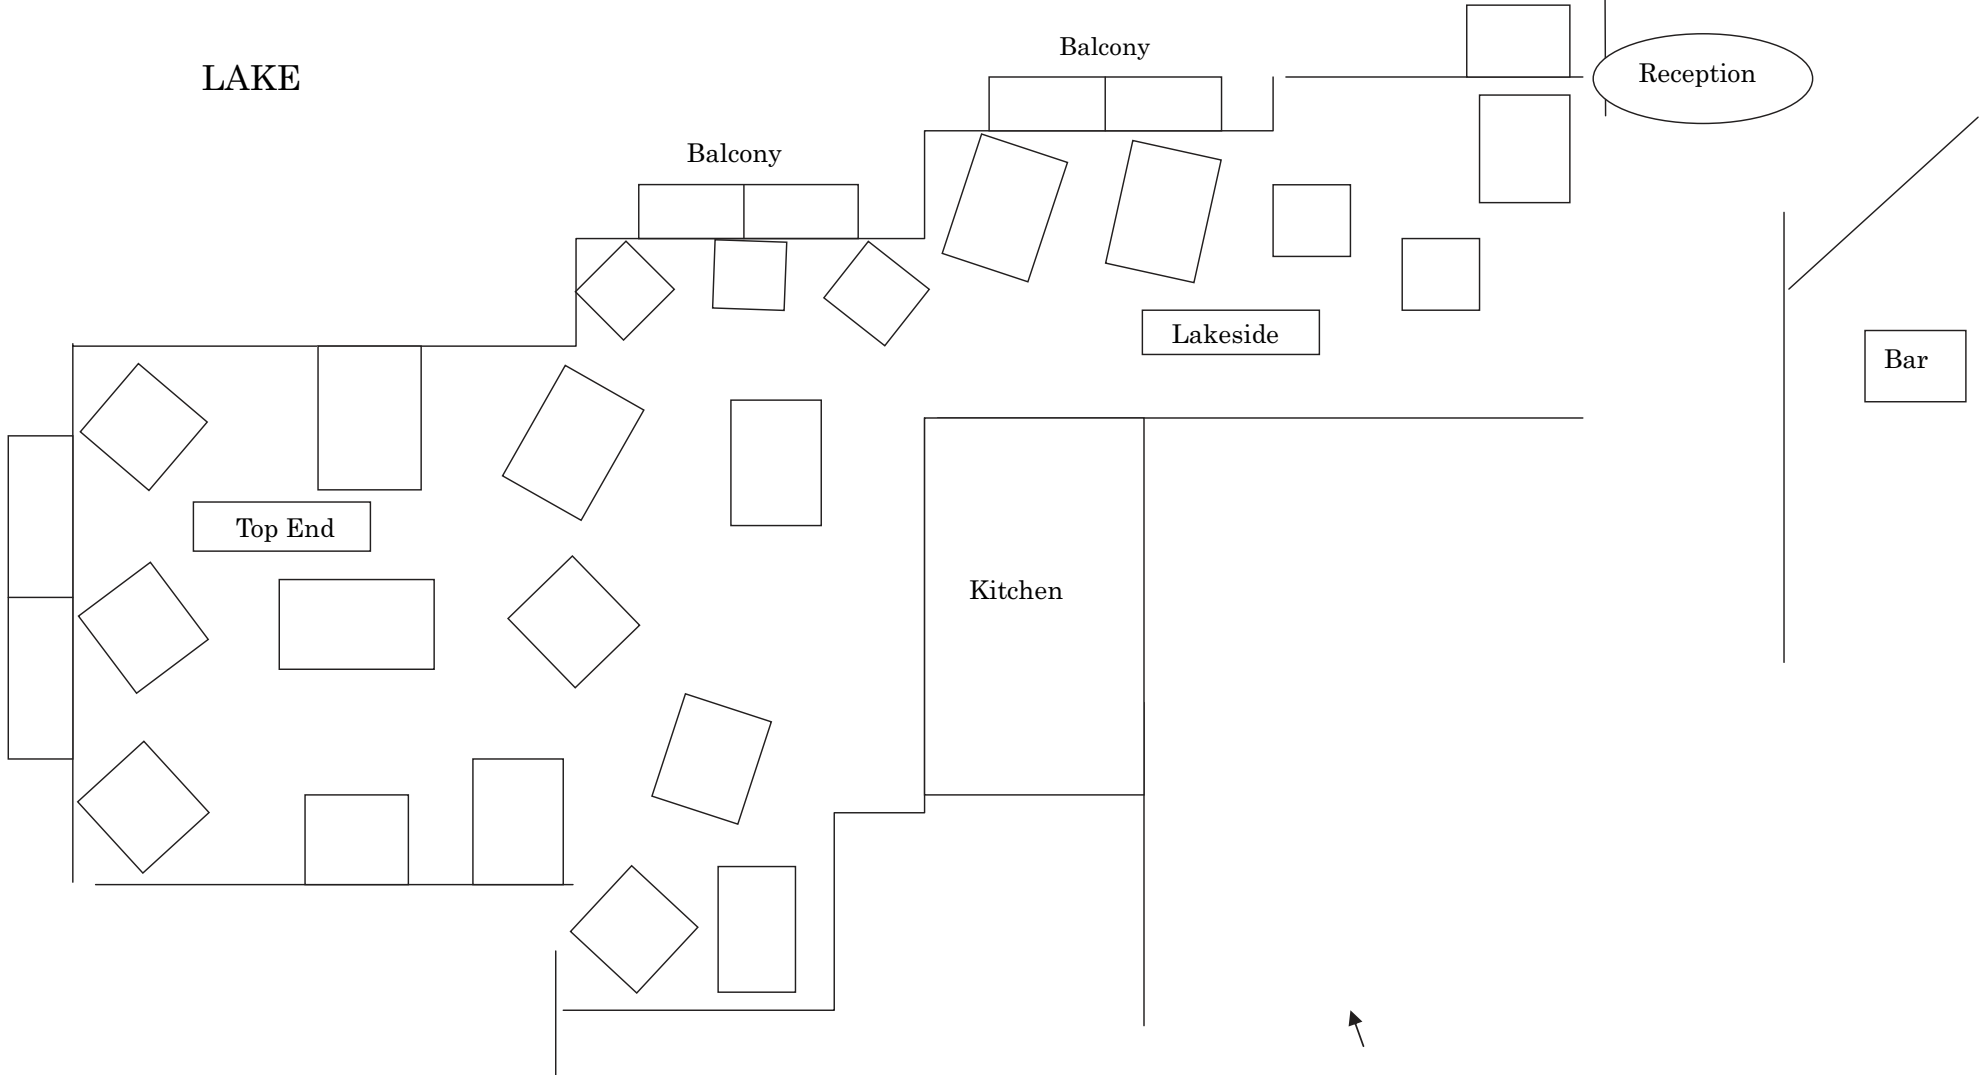 Balcony
LAKE
Reception
Balcony
Lakeside
Bar
Top End
Kitchen